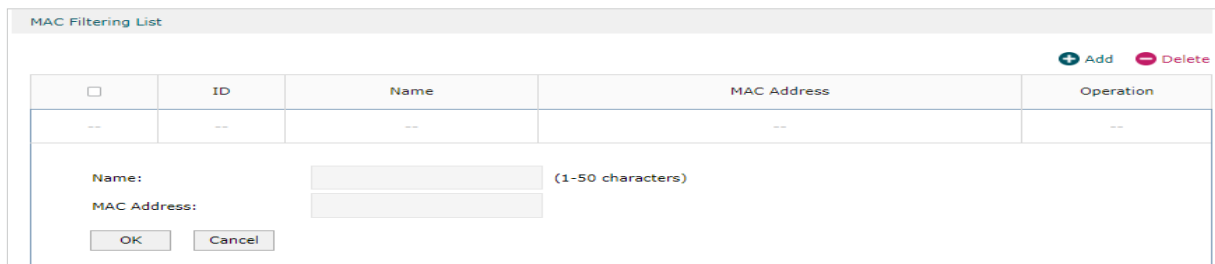 MAC Filtering List
Add Delete
ID Name MAC Address Operation
-- -- -- -- --
Name: (1-50 characters)
MAC Address:
OK Cancel